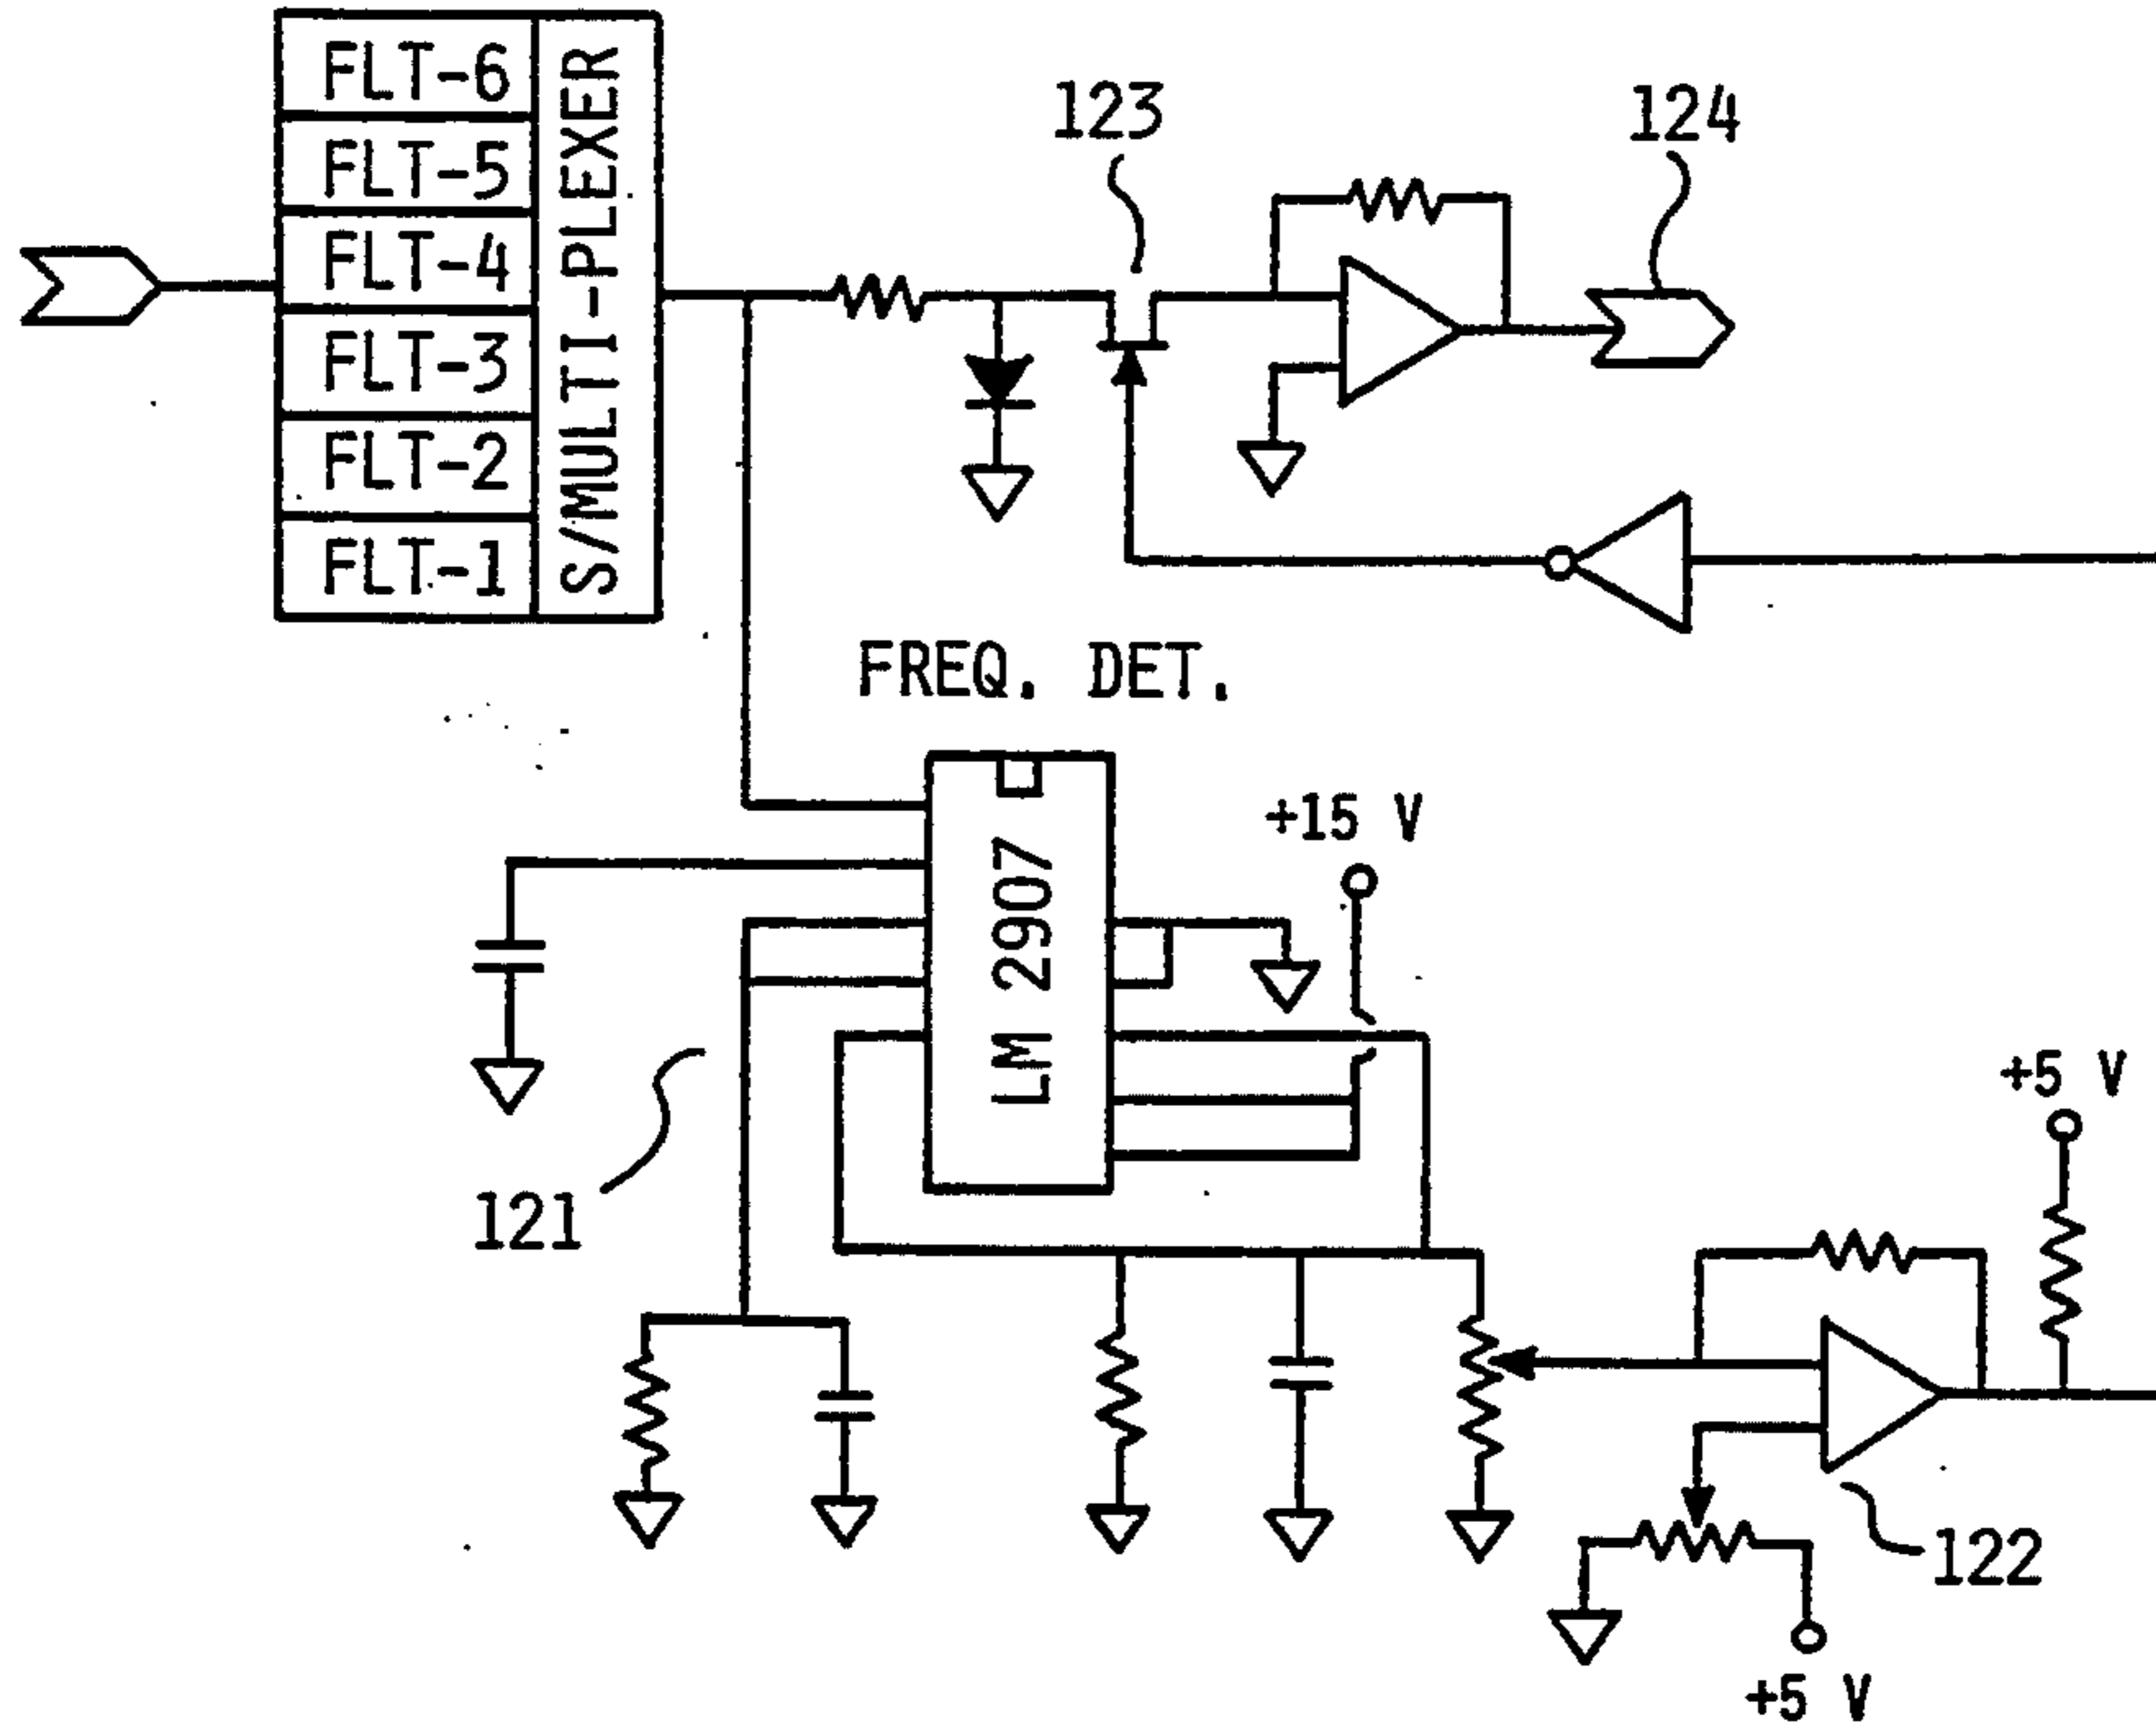 FLT-6
FLT-5
FLT-4
FLT-3
FLT-2
FLT-1
S/MULTI-PLEXER
123
124
FREQ. DET.
+15 V
LM 2907
121
+5 V
122
+5 V